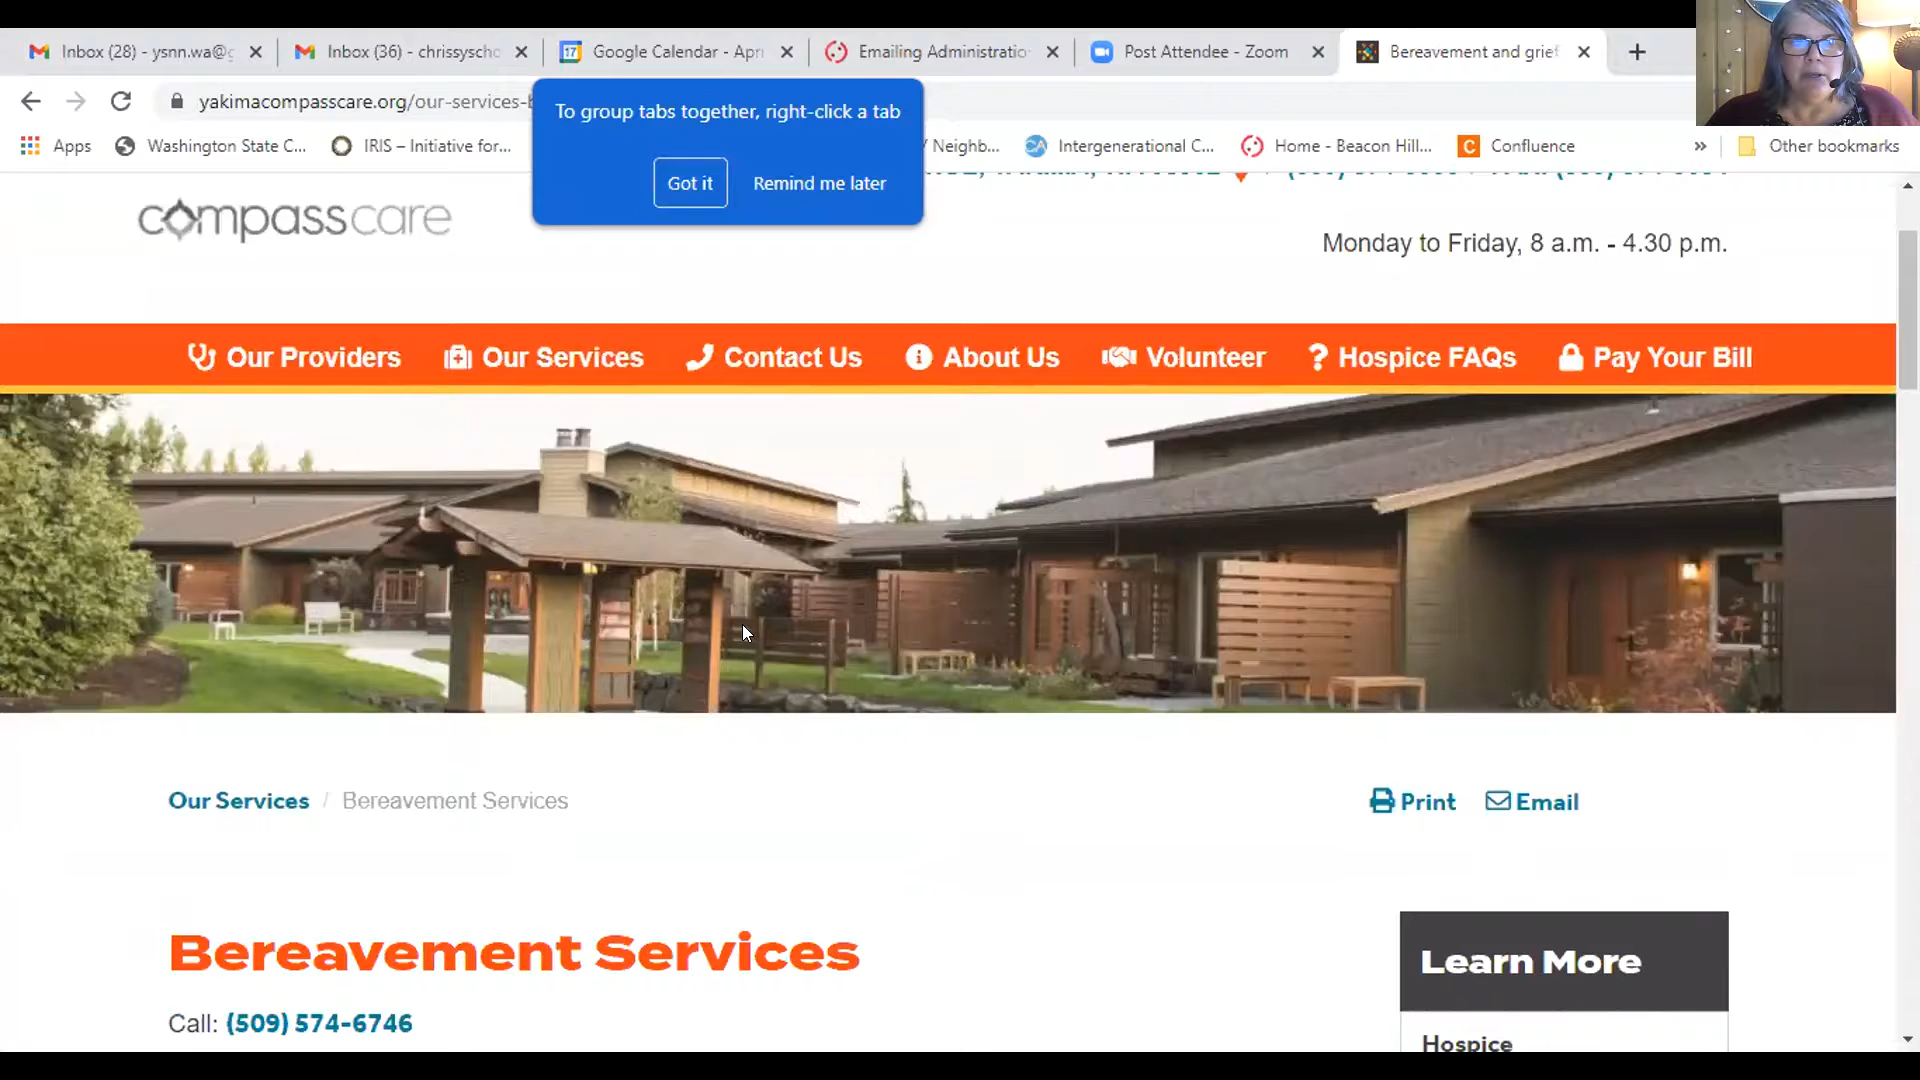 Inbox (28) - ysnn.wa@g
Inbox (36) - chrissyscho
Google Calendar - Apri
Emailing Administratio
Post Attendee - Zoom
Bereavement and grief
yakimacompasscare.org/our-services-b
To group tabs together, right-click a tab
Got it
Remind me later
Apps
Washington State C...
IRIS – Initiative for...
Neighb...
Intergenerational C...
Home - Beacon Hill...
Confluence
Other bookmarks
compasscare
Monday to Friday, 8 a.m. - 4.30 p.m.
Our Providers
Our Services
Contact Us
About Us
Volunteer
Hospice FAQs
Pay Your Bill
Our Services / Bereavement Services
Print
Email
Bereavement Services
Call: (509) 574-6746
Learn More
Hospice